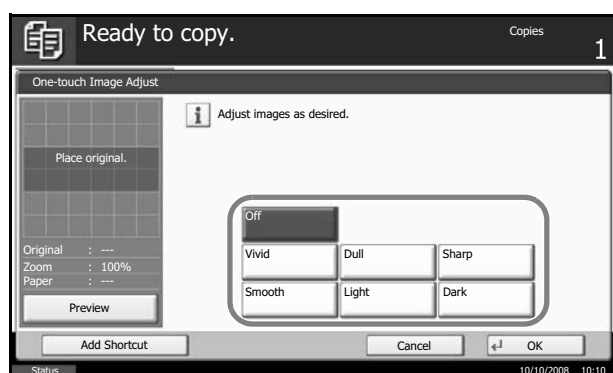 Ready to copy.
Copies
1
One-touch Image Adjust
Adjust images as desired.
Place original.
Off
Vivid Dull Sharp
Smooth Light Dark
Original : ---
Zoom : 100%
Paper : ---
Preview
Add Shortcut Cancel OK
Status 10/10/2008 10:10